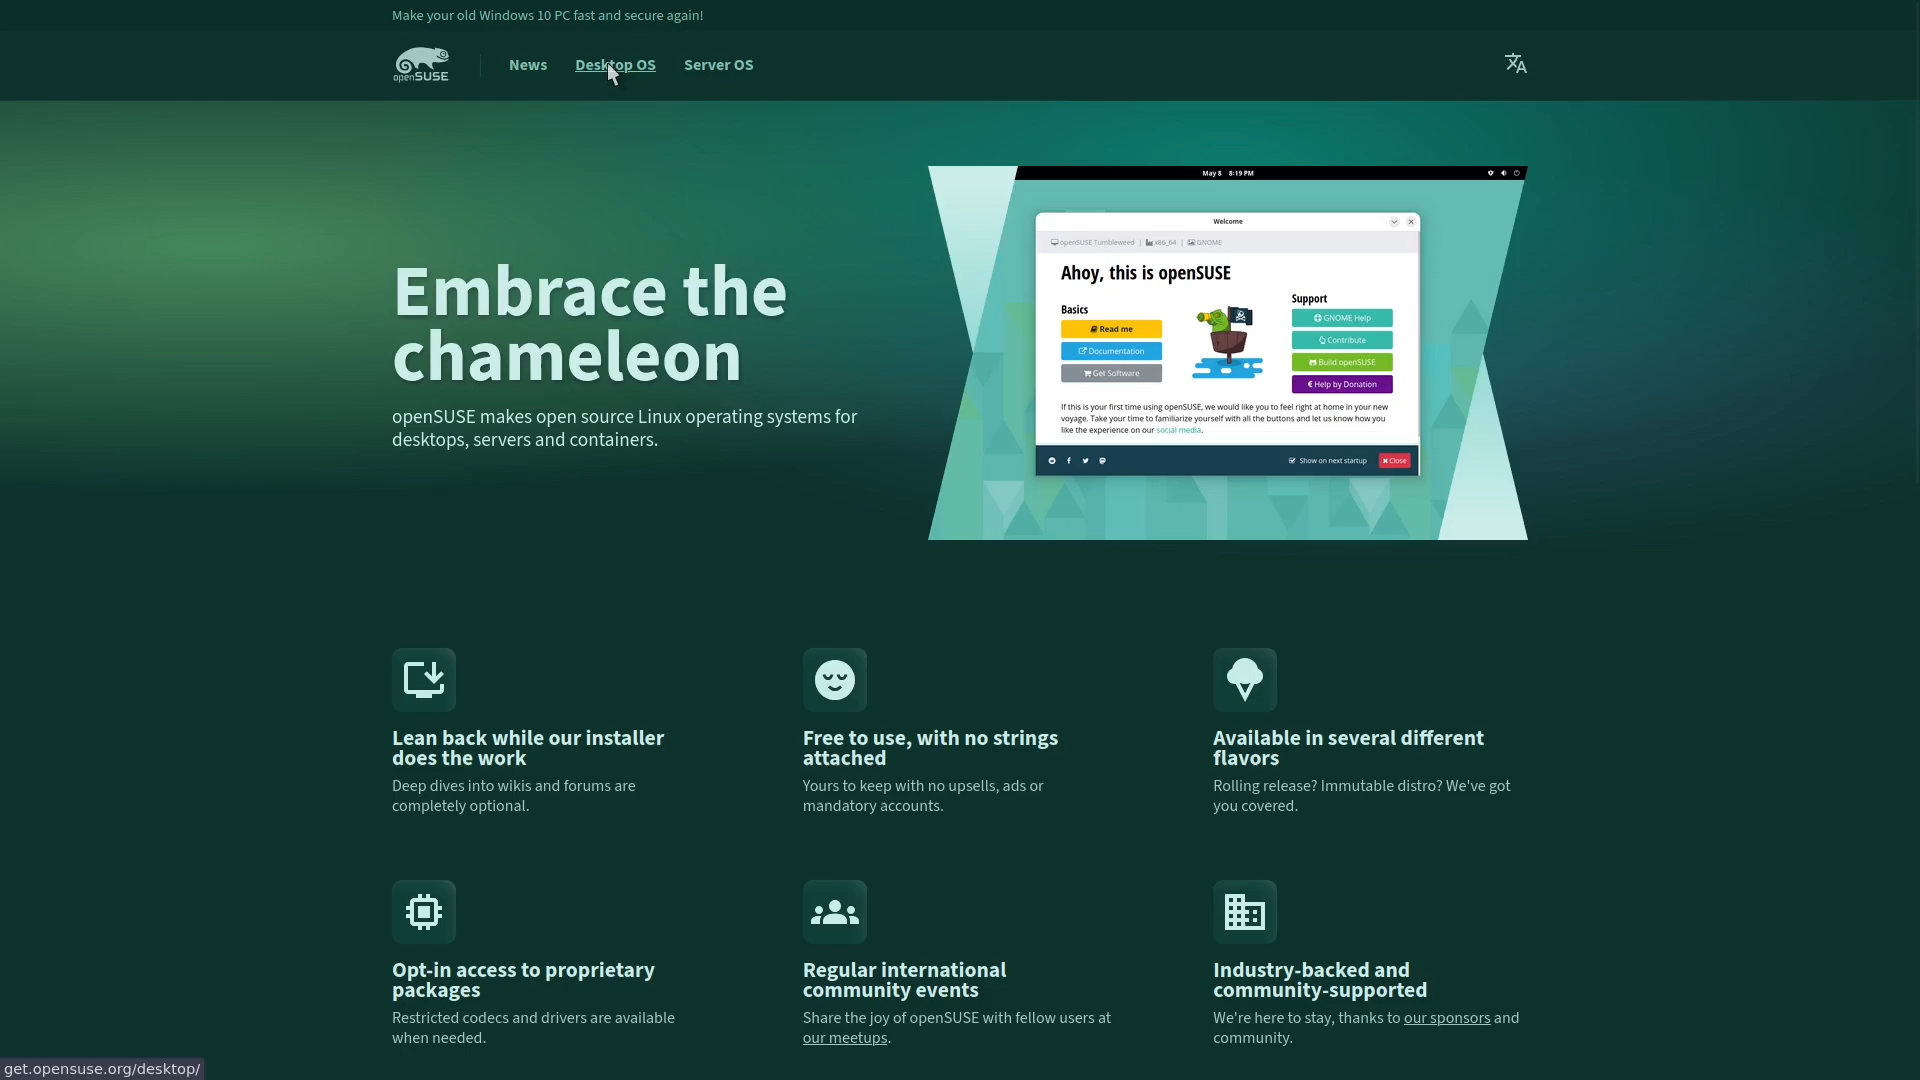 Make your old Windows 10 PC fast and secure again!
openSUSE
News
Desktop OS
Server OS
Embrace the
chameleon
openSUSE makes open source Linux operating systems for
desktops, servers and containers.
May 8 8:19 PM
Welcome
openSUSE Tumbleweed | x86_64 | GNOME
Ahoy, this is openSUSE
Basics
Read me
Documentation
Get Software
Support
GNOME Help
Contribute
Build openSUSE
Help by Donation
If this is your first time using openSUSE, we would like you to feel right at home in your new
voyage. Take your time to familiarize yourself with all the buttons and let us know how you
like the experience on our social media.
Show on next startup
Close
Lean back while our installer
does the work
Deep dives into wikis and forums are
completely optional.
Free to use, with no strings
attached
Yours to keep with no upsells, ads or
mandatory accounts.
Available in several different
flavors
Rolling release? Immutable distro? We've got
you covered.
Opt-in access to proprietary
packages
Restricted codecs and drivers are available
when needed.
Regular international
community events
Share the joy of openSUSE with fellow users at
our meetups.
Industry-backed and
community-supported
We're here to stay, thanks to our sponsors and
community.
get.opensuse.org/desktop/